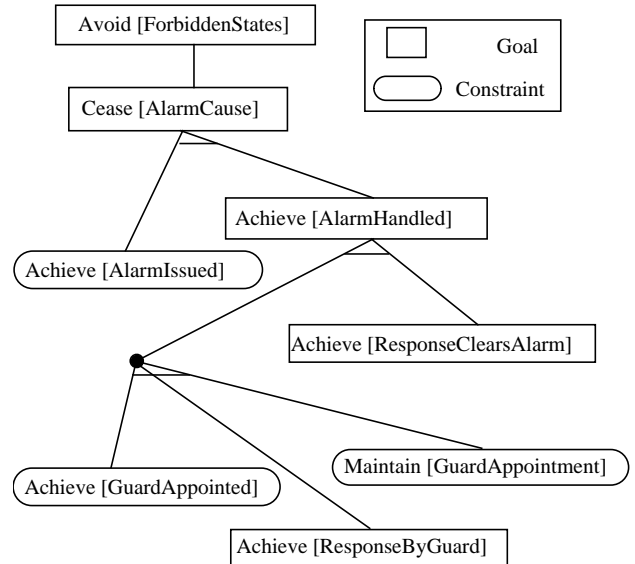 Avoid [ForbiddenStates]
Goal
Constraint
Cease [AlarmCause]
Achieve [AlarmHandled]
Achieve [AlarmIssued]
Achieve [ResponseClearsAlarm]
Maintain [GuardAppointment]
Achieve [GuardAppointed]
Achieve [ResponseByGuard]